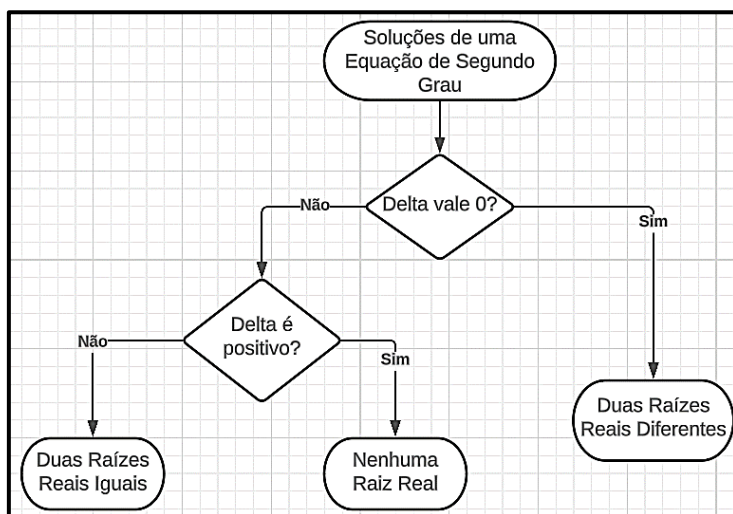 Soluções de uma
Equação de Segundo
Grau
Delta vale 0?
Não
Sim
Delta é
positivo?
Não
Sim
Duas Raízes
Reais Diferentes
Duas Raízes
Reais Iguais
Nenhuma
Raiz Real